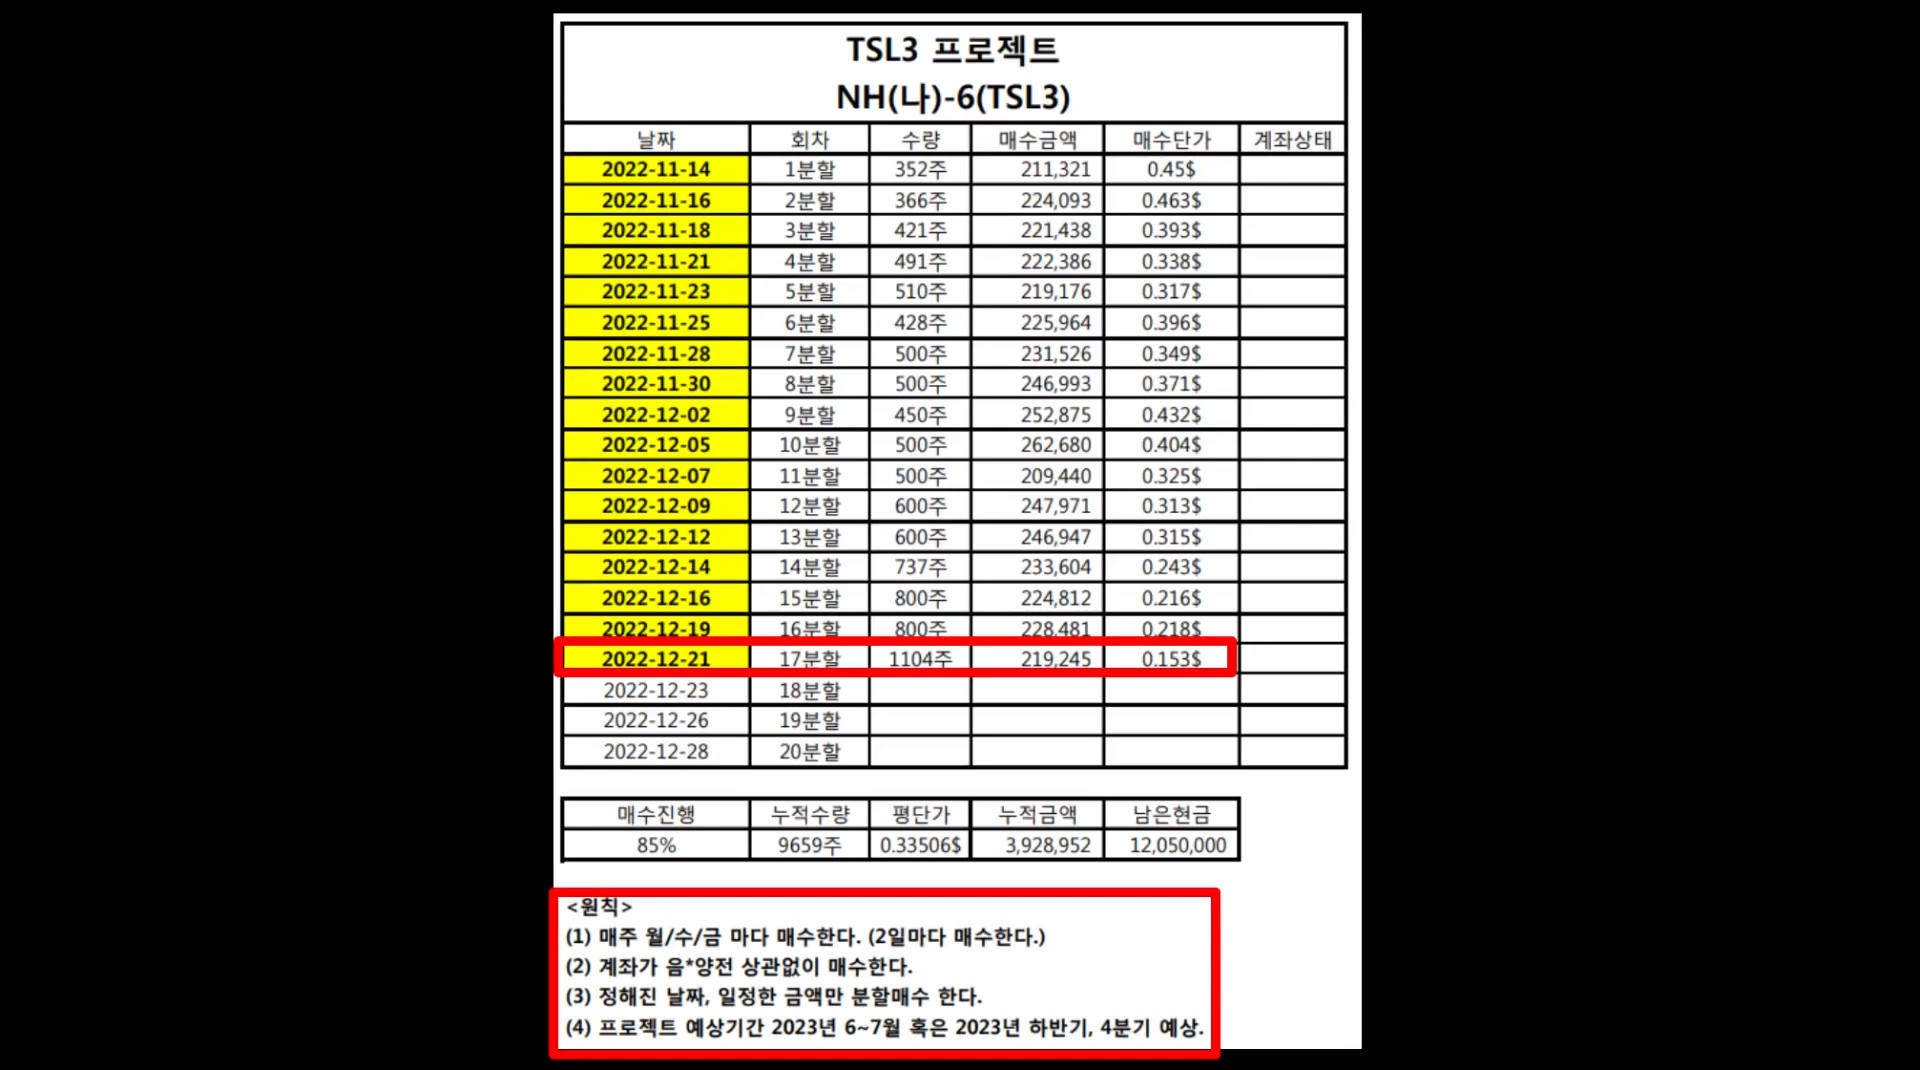 TSL3 프로젝트
NH(나)-6(TSL3)
날짜 회차 수량 매수금액 매수단가 계좌상태
2022-11-14 1분할 352주 211,321 0.45$
2022-11-16 2분할 366주 224,093 0.463$
2022-11-18 3분할 421주 221,438 0.393$
2022-11-21 4분할 491주 222,386 0.338$
2022-11-23 5분할 510주 219,176 0.317$
2022-11-25 6분할 428주 225,964 0.396$
2022-11-28 7분할 500주 231,526 0.349$
2022-11-30 8분할 500주 246,993 0.371$
2022-12-02 9분할 450주 252,875 0.432$
2022-12-05 10분할 500주 262,680 0.404$
2022-12-07 11분할 500주 209,440 0.325$
2022-12-09 12분할 600주 247,971 0.313$
2022-12-12 13분할 600주 246,947 0.315$
2022-12-14 14분할 737주 233,604 0.243$
2022-12-16 15분할 800주 224,812 0.216$
2022-12-19 16분할 800주 228,481 0.218$
2022-12-21 17분할 1104주 219,245 0.153$
2022-12-23 18분할
2022-12-26 19분할
2022-12-28 20분할
매수진행 누적수량 평단가 누적금액 남은현금
85% 9659주 0.33506$ 3,928,952 12,050,000
<원칙>
(1) 매주 월/수/금 마다 매수한다. (2일마다 매수한다.)
(2) 계좌가 음*양전 상관없이 매수한다.
(3) 정해진 날짜, 일정한 금액만 분할매수 한다.
(4) 프로젝트 예상기간 2023년 6~7월 혹은 2023년 하반기, 4분기 예상.